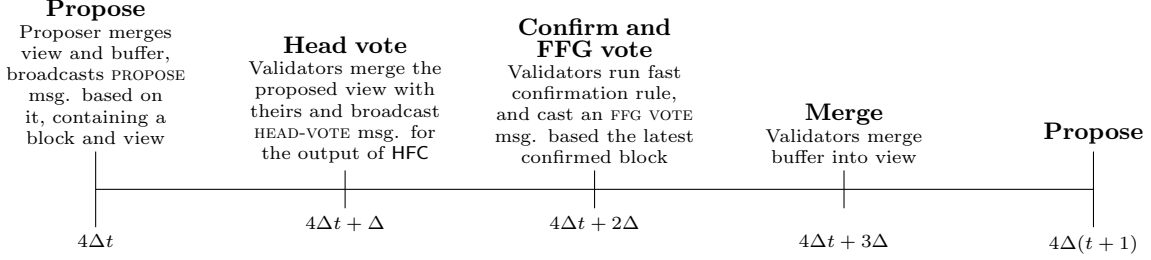 Propose
Proposer merges
view and buffer,
broadcasts PROPOSE
msg. based on
it, containing a
block and view
Head vote
Validators merge the
proposed view with
theirs and broadcast
HEAD-VOTE msg. for
the output of HFC
Confirm and
FFG vote
Validators run fast
confirmation rule,
and cast an FFG VOTE
msg. based the latest
confirmed block
Merge
Validators merge
buffer into view
Propose
4Δt
4Δt + Δ
4Δt + 2Δ
4Δt + 3Δ
4Δ(t + 1)